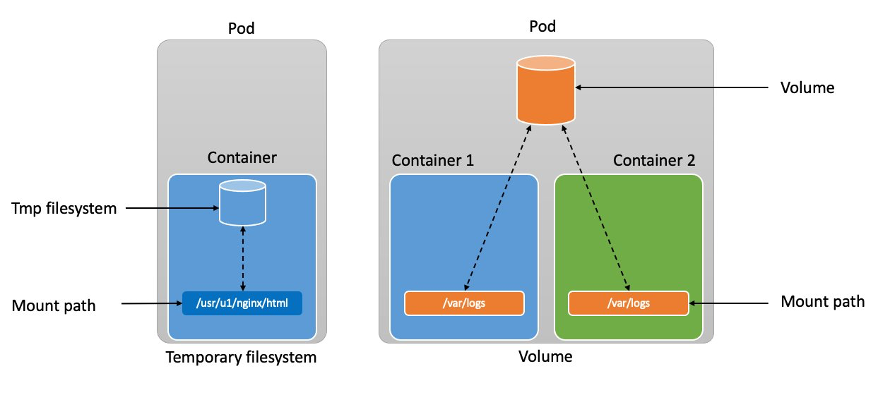 Pod
Pod
Volume
Container
Container 1
Container 2
Tmp filesystem
Mount path
/usr/u1/nginx/html
/var/logs
/var/logs
Mount path
Temporary filesystem
Volume